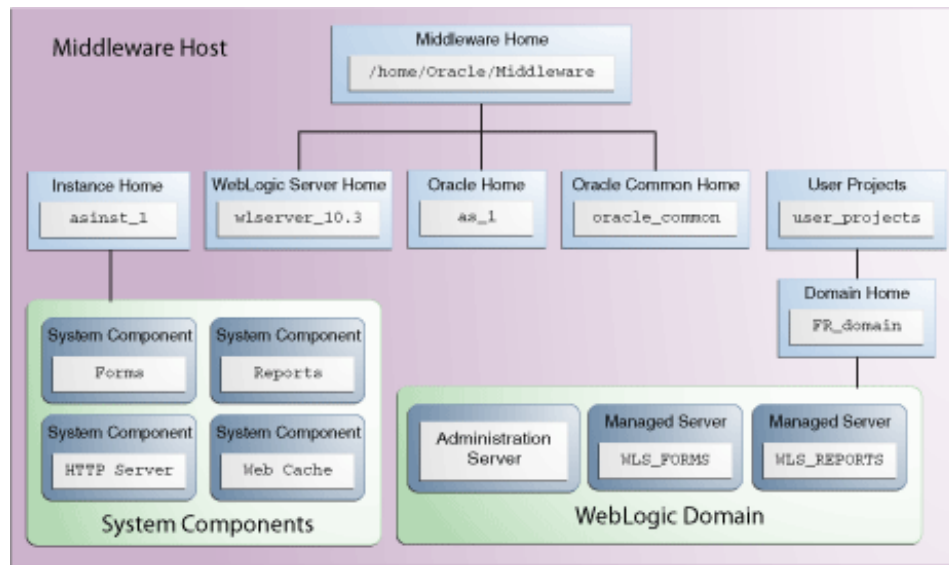 Middleware Host
Middleware Home
/home/Oracle/Middleware
Instance Home
asinst_1
WebLogic Server Home
wlserver_10.3
Oracle Home
as_1
Oracle Common Home
oracle_common
User Projects
user_projects
Domain Home
FR_domain
System Component
Forms
System Component
Reports
System Component
HTTP Server
System Component
Web Cache
System Components
Administration
Server
Managed Server
WLS_FORMS
Managed Server
WLS_REPORTS
WebLogic Domain